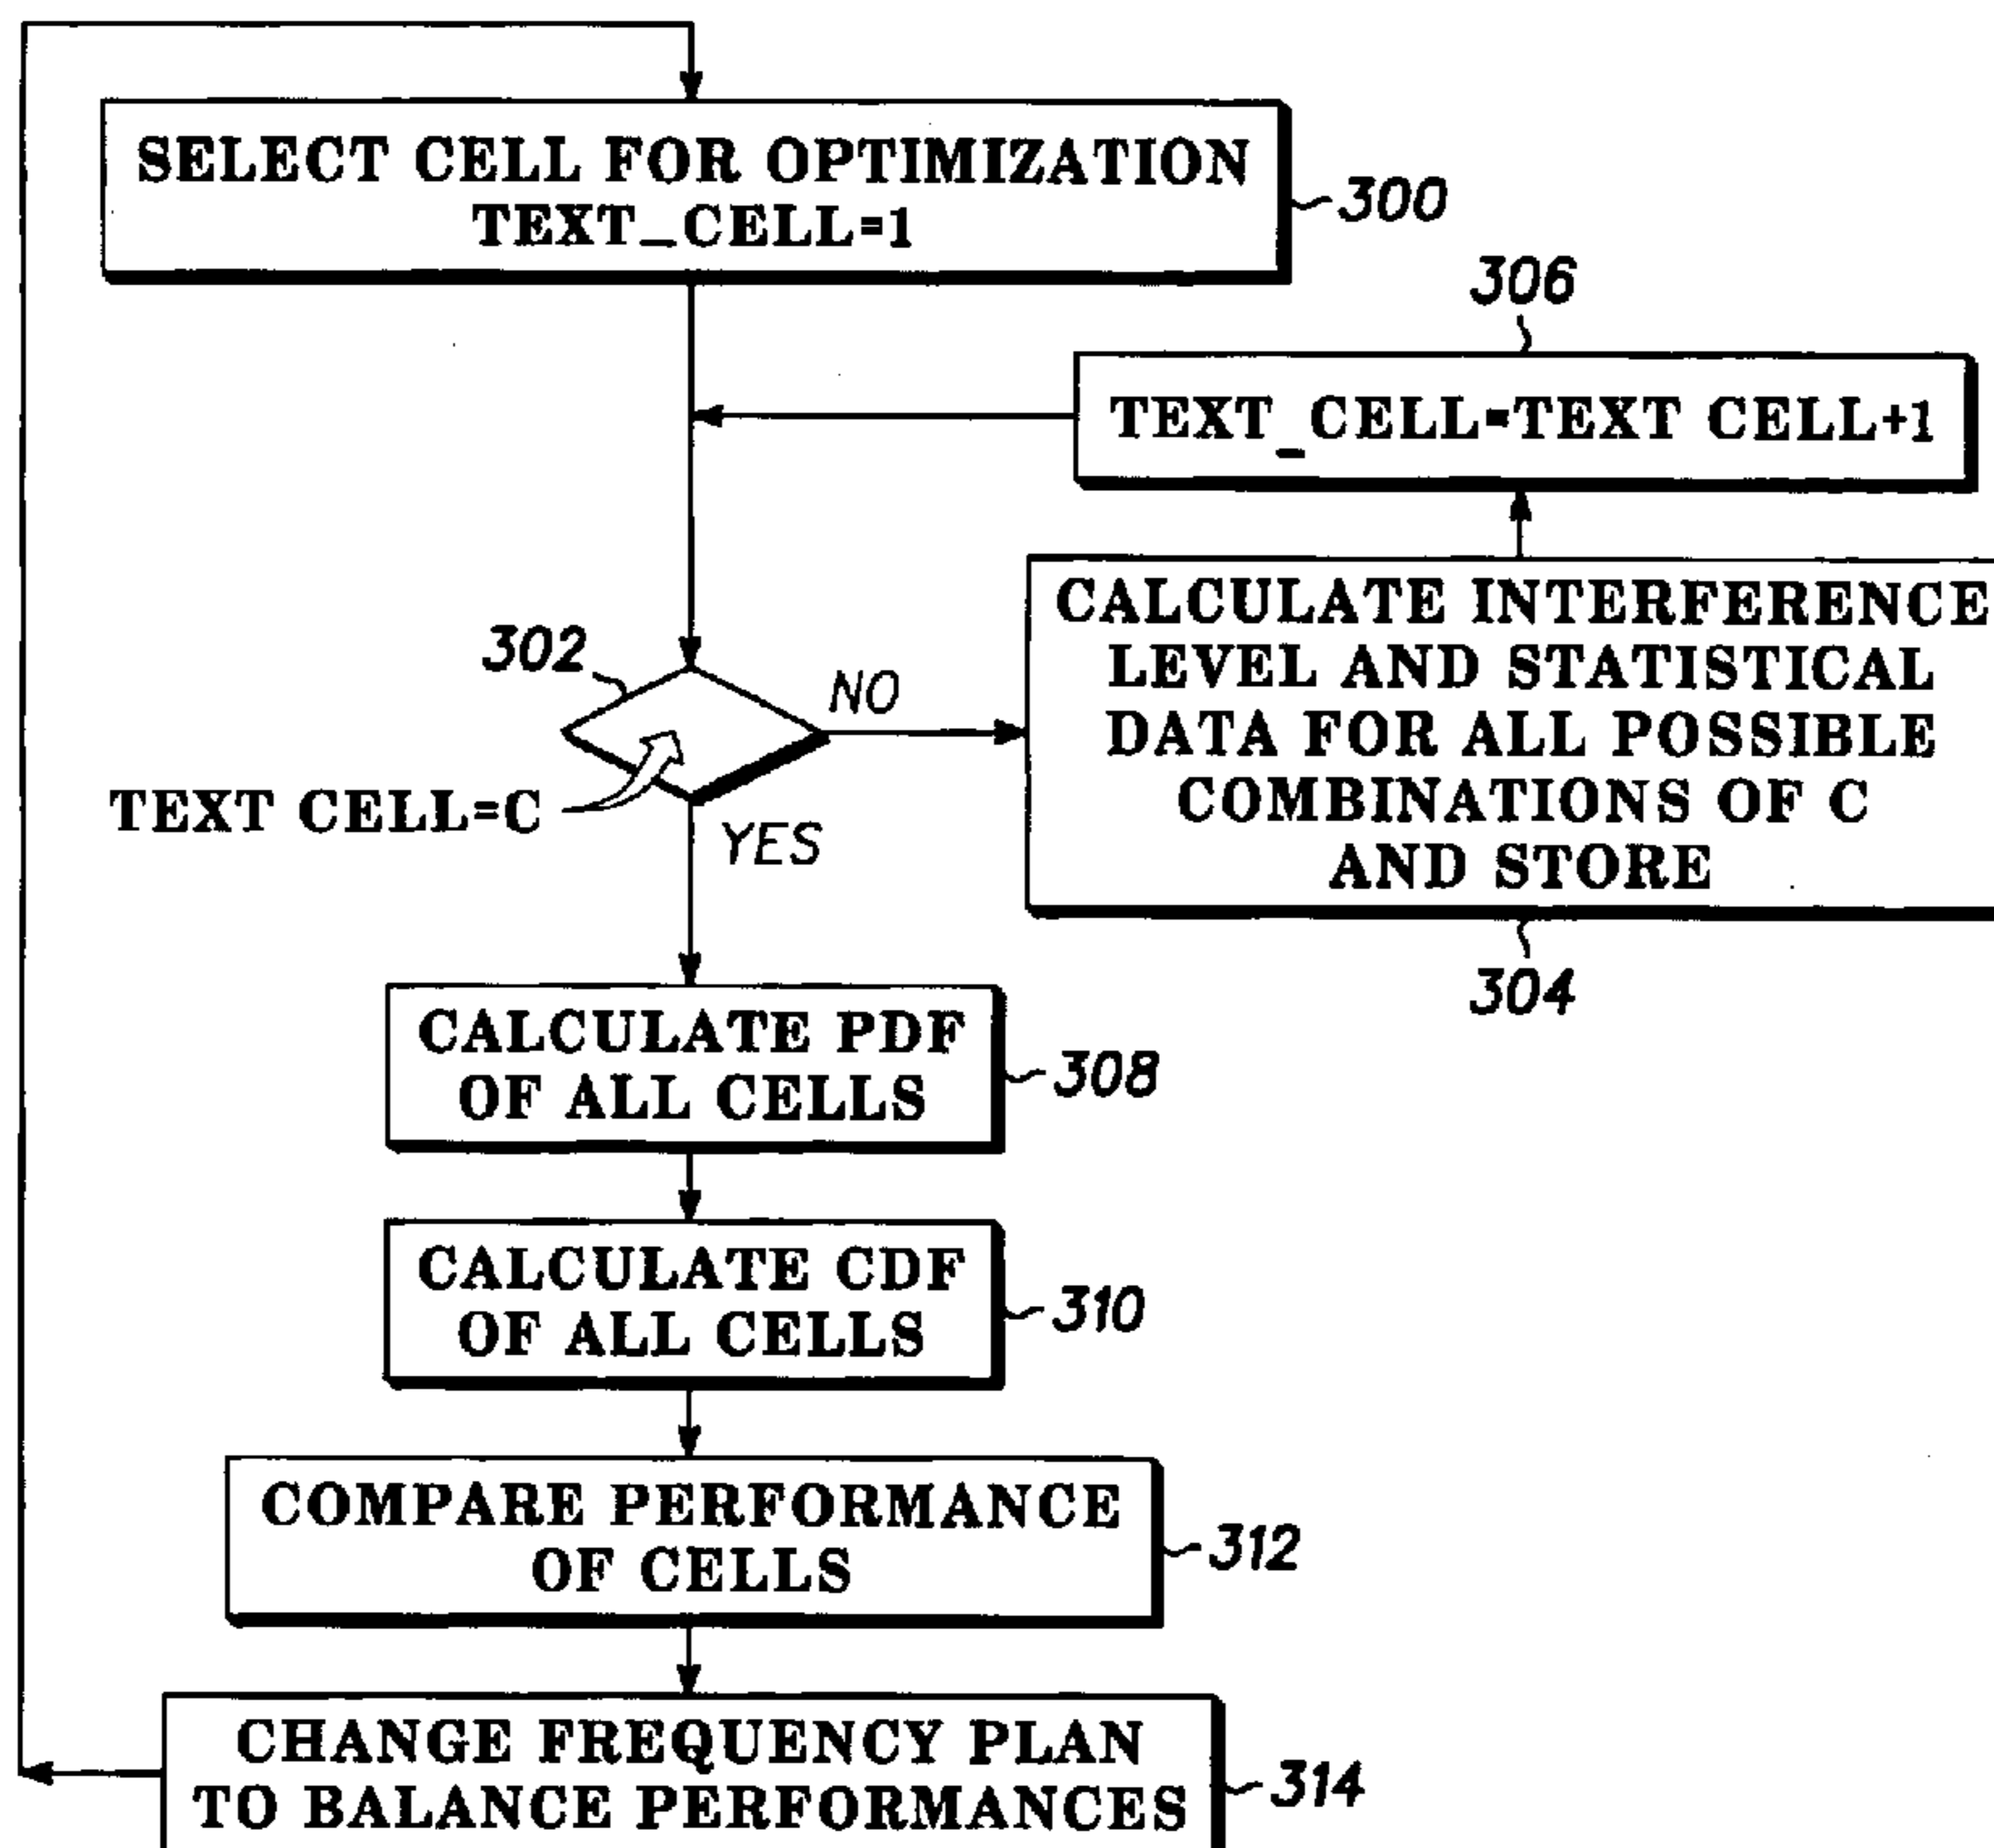 SELECT CELL FOR OPTIMIZATION
TEXT_CELL=1
300
306
TEXT_CELL=TEXT CELL+1
302
NO
TEXT CELL=C
YES
CALCULATE INTERFERENCE
LEVEL AND STATISTICAL
DATA FOR ALL POSSIBLE
COMBINATIONS OF C
AND STORE
304
CALCULATE PDF
OF ALL CELLS
308
CALCULATE CDF
OF ALL CELLS
310
COMPARE PERFORMANCE
OF CELLS
312
CHANGE FREQUENCY PLAN
TO BALANCE PERFORMANCES
314